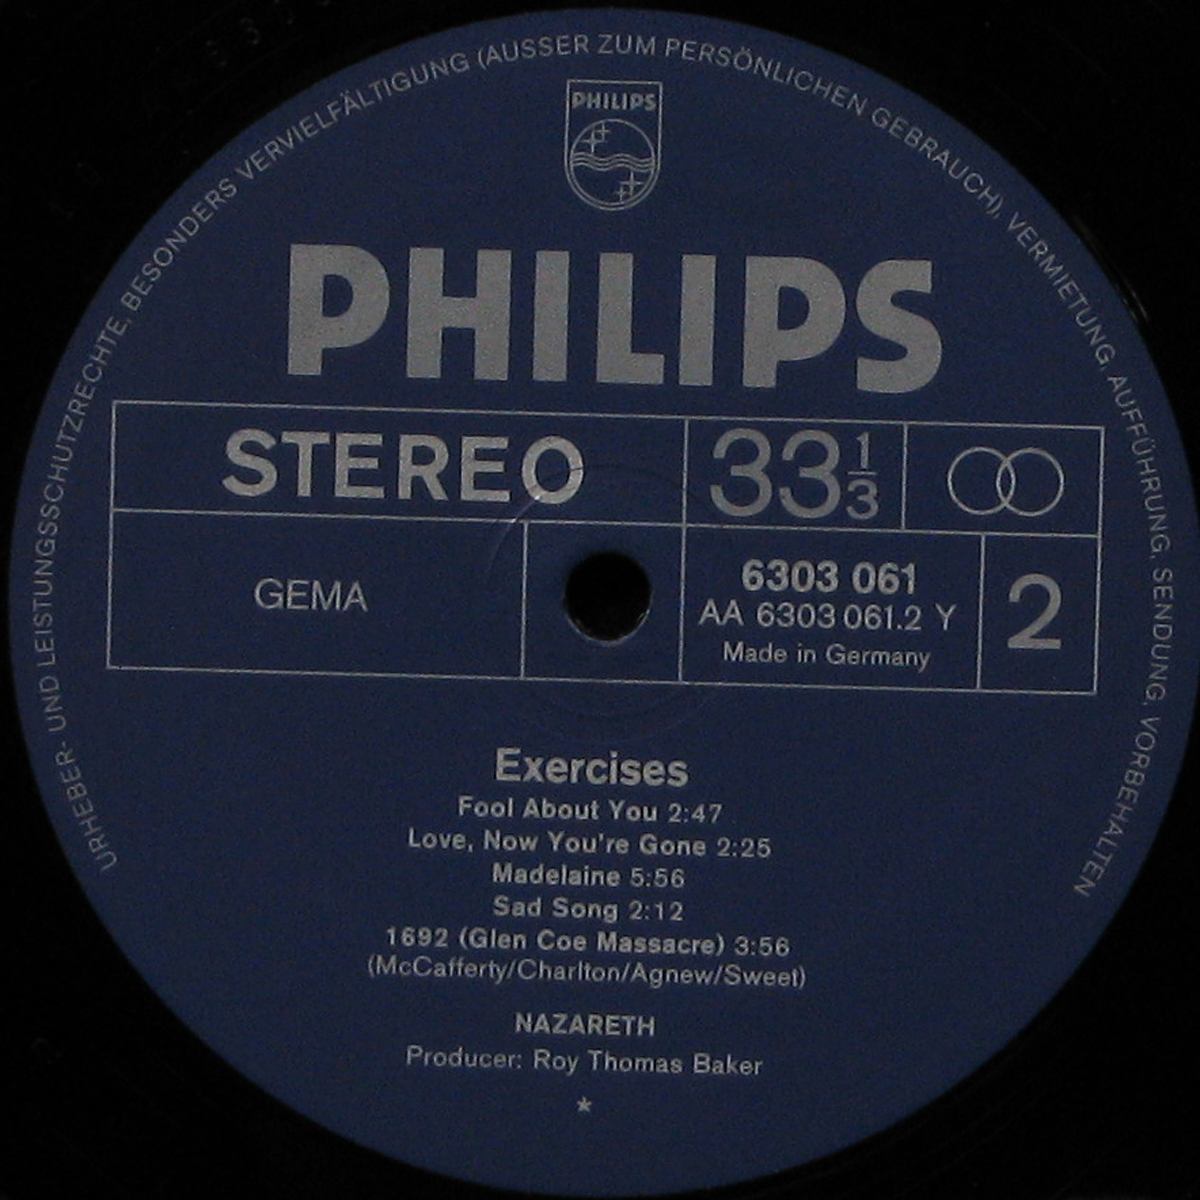 URHEBER- UND LEISTUNGSSCHUTZRECHTE, BESONDERS VERVIELFÄLTIGUNG (AUSSER ZUM PERSÖNLICHEN GEBRAUCH), VERMIETUNG, AUFFÜHRUNG, SENDUNG, VORBEHALTEN
PHILIPS
PHILIPS
STEREO
33 1/3
GEMA
6303 061
AA 6303 061.2 Y
Made in Germany
2
Exercises
Fool About You 2:47
Love, Now You're Gone 2:25
Madelaine 5:56
Sad Song 2:12
1692 (Glen Coe Massacre) 3:56
(McCafferty/Charlton/Agnew/Sweet)
NAZARETH
Producer: Roy Thomas Baker
*